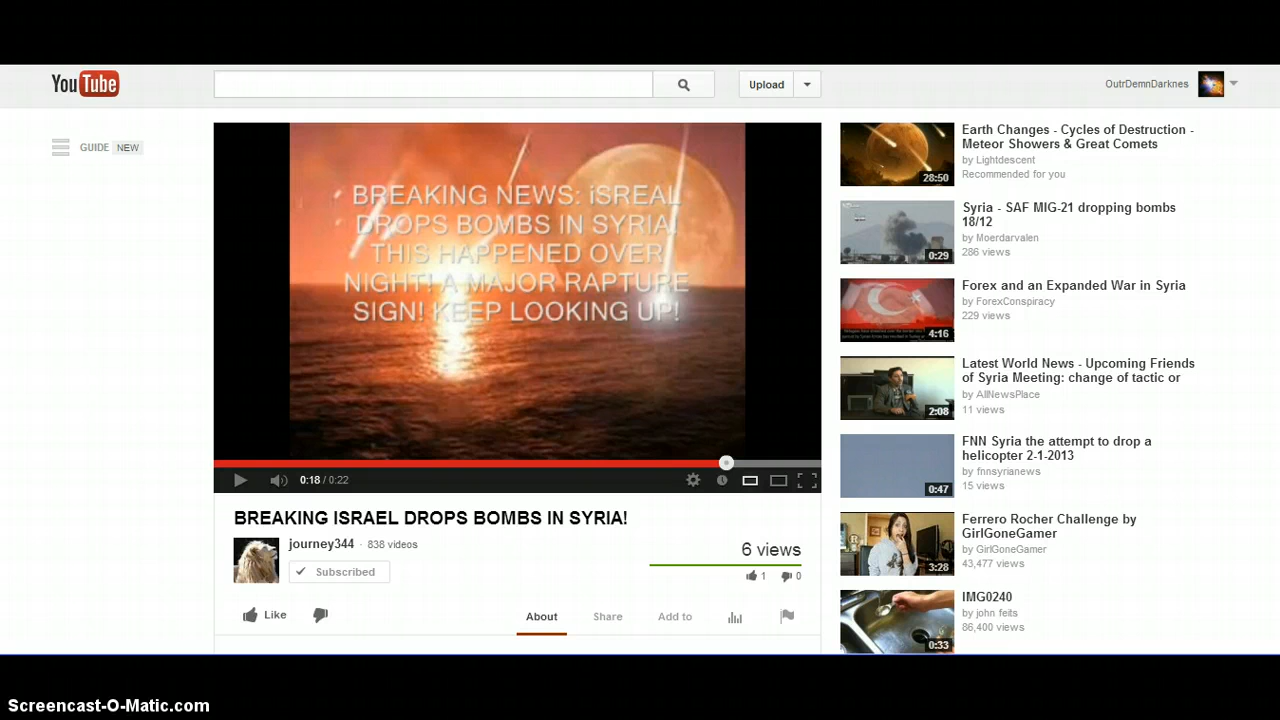 YouTube
Upload
OutrDemnDarknes
GUIDE NEW
BREAKING NEWS: iSREAL
DROPS BOMBS IN SYRIA!
THIS HAPPENED OVER
NIGHT! A MAJOR RAPTURE
SIGN! KEEP LOOKING UP!
0:18 / 0:22
BREAKING ISRAEL DROPS BOMBS IN SYRIA!
journey344 · 838 videos
Subscribed
6 views
1 0
Like
About Share Add to
28:50
Earth Changes - Cycles of Destruction -
Meteor Showers & Great Comets
by Lightdescent
Recommended for you
0:29
Syria - SAF MIG-21 dropping bombs
18/12
by Moerdarvalen
286 views
4:16
Forex and an Expanded War in Syria
by ForexConspiracy
229 views
2:08
Latest World News - Upcoming Friends
of Syria Meeting: change of tactic or
by AllNewsPlace
11 views
0:47
FNN Syria the attempt to drop a
helicopter 2-1-2013
by fnnsyrianews
15 views
3:28
Ferrero Rocher Challenge by
GirlGoneGamer
by GirlGoneGamer
43,477 views
0:33
IMG0240
by john feits
86,400 views
Screencast-O-Matic.com